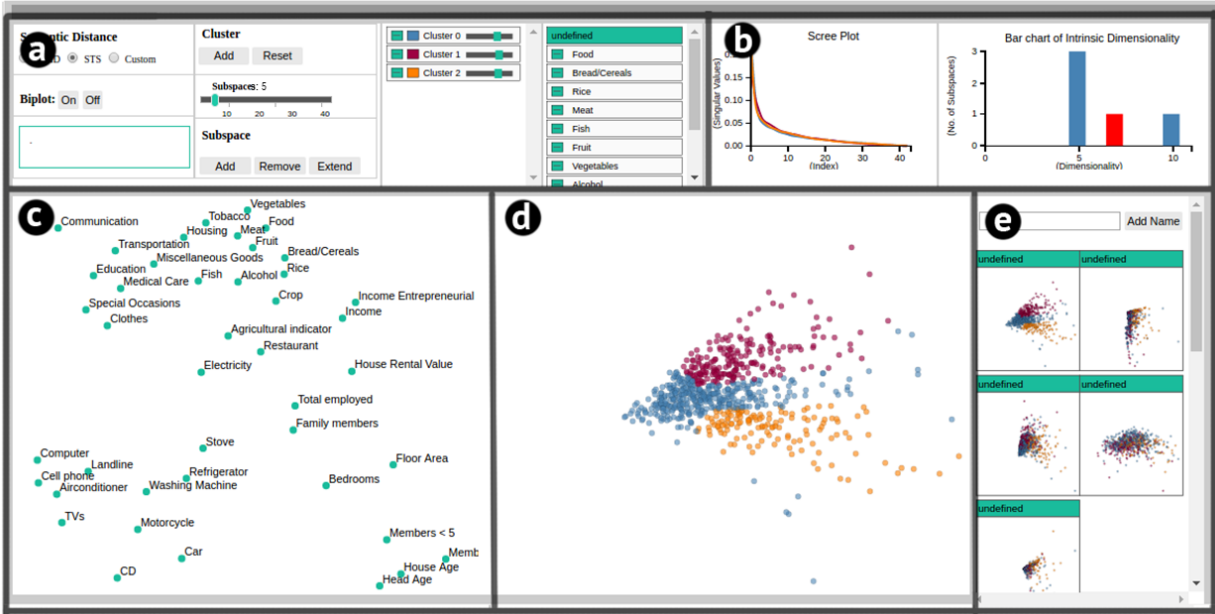 a
Semantic Distance
STS
Custom
Biplot:
On
Off
Cluster
Add
Reset
Subspaces: 5
10
20
30
40
Subspace
Add
Remove
Extend
Cluster 0
Cluster 1
Cluster 2
undefined
Food
Bread/Cereals
Rice
Meat
Fish
Fruit
Vegetables
Alcohol
b
Scree Plot
(Singular Values)
0.15
0.10
0.05
0.00
0
10
20
30
40
(Index)
Bar chart of Intrinsic Dimensionality
(No. of Subspaces)
3
2
1
0
0
5
10
(Dimensionality)
c
Vegetables
Communication
Tobacco
Food
Housing
Meat
Fruit
Transportation
Bread/Cereals
Miscellaneous Goods
Education
Fish
Alcohol
Rice
Medical Care
Special Occasions
Crop
Income Entrepreneurial
Income
Clothes
Agricultural indicator
Restaurant
Electricity
House Rental Value
Total employed
Family members
Stove
Computer
Landline
Floor Area
Cell phone
Refrigerator
Airconditioner
Washing Machine
Bedrooms
TVs
Motorcycle
Members < 5
Car
Memb
House Age
CD
Head Age
d
e
Add Name
undefined
undefined
undefined
undefined
undefined